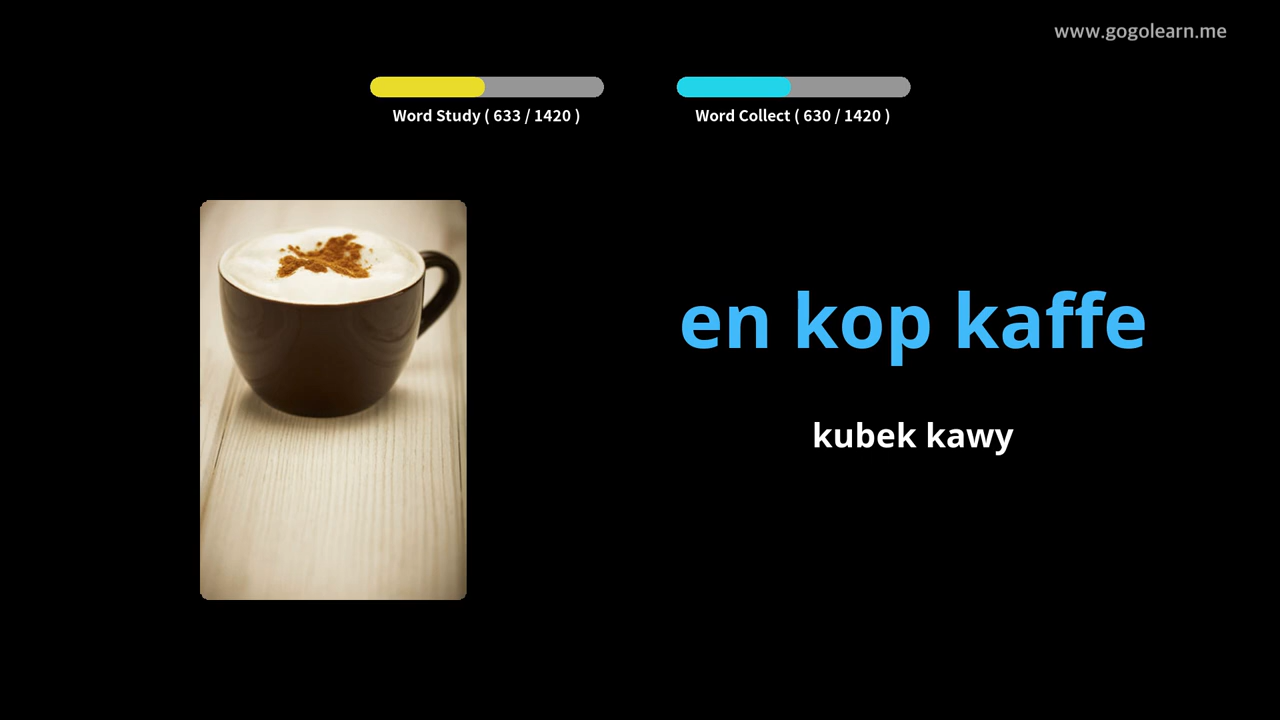 www.gogolearn.me
Word Study ( 633 / 1420 )
Word Collect ( 630 / 1420 )
en kop kaffe
kubek kawy